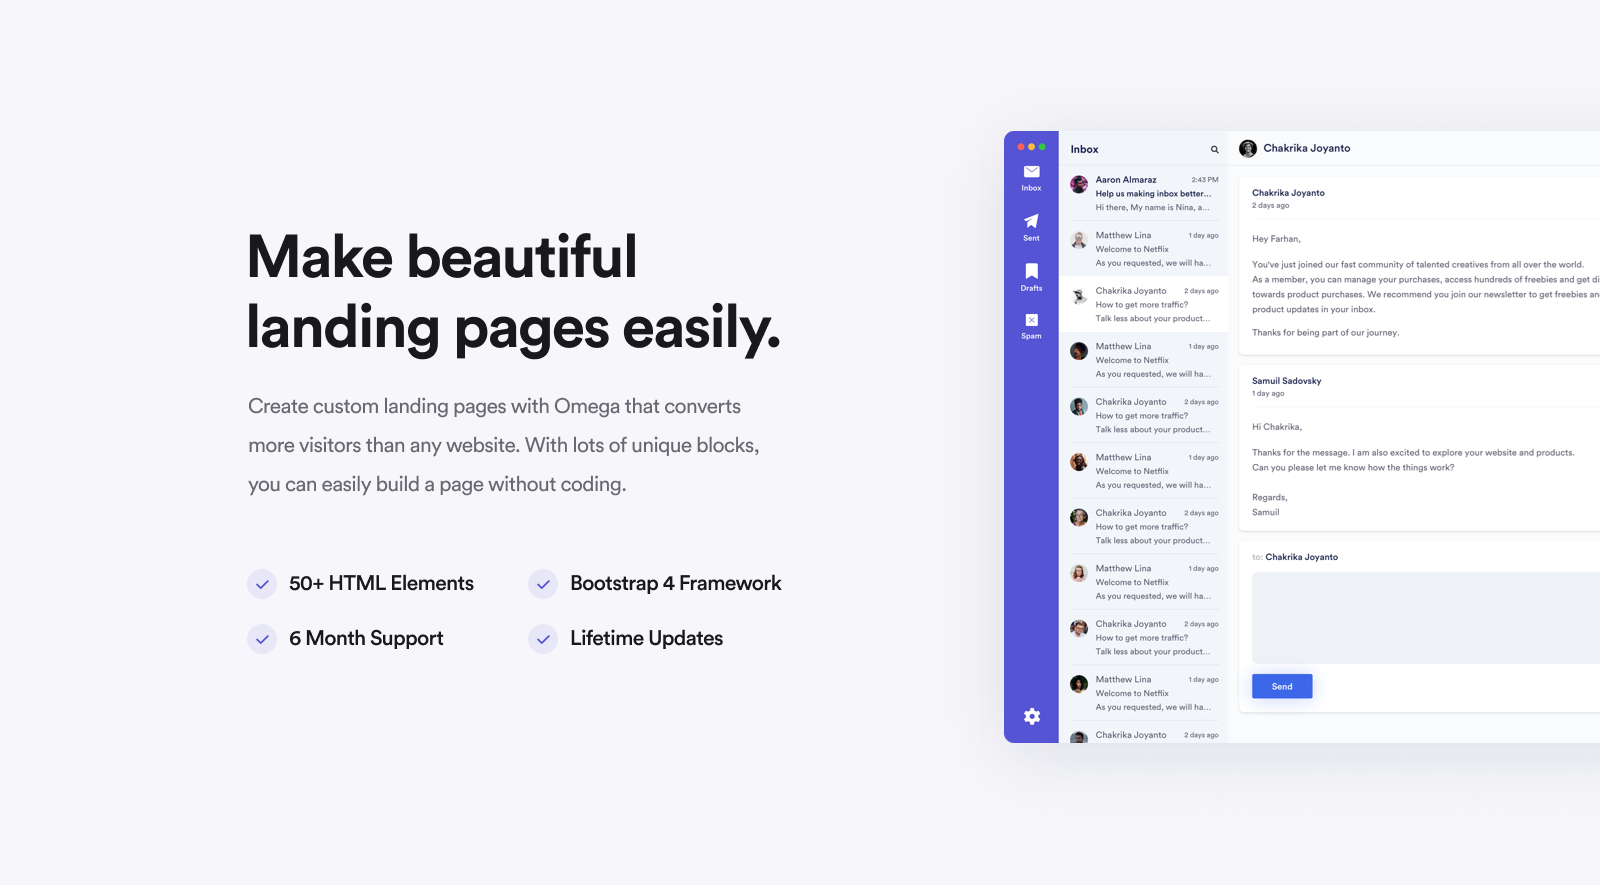 Make beautiful
landing pages easily.
Create custom landing pages with Omega that converts
more visitors than any website. With lots of unique blocks,
you can easily build a page without coding.
50+ HTML Elements
Bootstrap 4 Framework
6 Month Support
Lifetime Updates
Inbox
Sent
Drafts
Spam
Inbox
Aaron Almaraz 2:43 PM
Help us making inbox better...
Hi there, My name is Nina, a...
Matthew Lina 1 day ago
Welcome to Netflix
As you requested, we will ha...
Chakrika Joyanto 2 days ago
How to get more traffic?
Talk less about your product...
Matthew Lina 1 day ago
Welcome to Netflix
As you requested, we will ha...
Chakrika Joyanto 2 days ago
How to get more traffic?
Talk less about your product...
Matthew Lina 1 day ago
Welcome to Netflix
As you requested, we will ha...
Chakrika Joyanto 2 days ago
How to get more traffic?
Talk less about your product...
Matthew Lina 1 day ago
Welcome to Netflix
As you requested, we will ha...
Chakrika Joyanto 2 days ago
How to get more traffic?
Talk less about your product...
Matthew Lina 1 day ago
Welcome to Netflix
As you requested, we will ha...
Chakrika Joyanto 2 days ago
Chakrika Joyanto
Chakrika Joyanto
2 days ago
Hey Farhan,
You've just joined our fast community of talented creatives from all over the world.
As a member, you can manage your purchases, access hundreds of freebies and get di
towards product purchases. We recommend you join our newsletter to get freebies an
product updates in your inbox.
Thanks for being part of our journey.
Samuil Sadovsky
1 day ago
Hi Chakrika,
Thanks for the message. I am also excited to explore your website and products.
Can you please let me know how the things work?
Regards,
Samuil
to: Chakrika Joyanto
Send